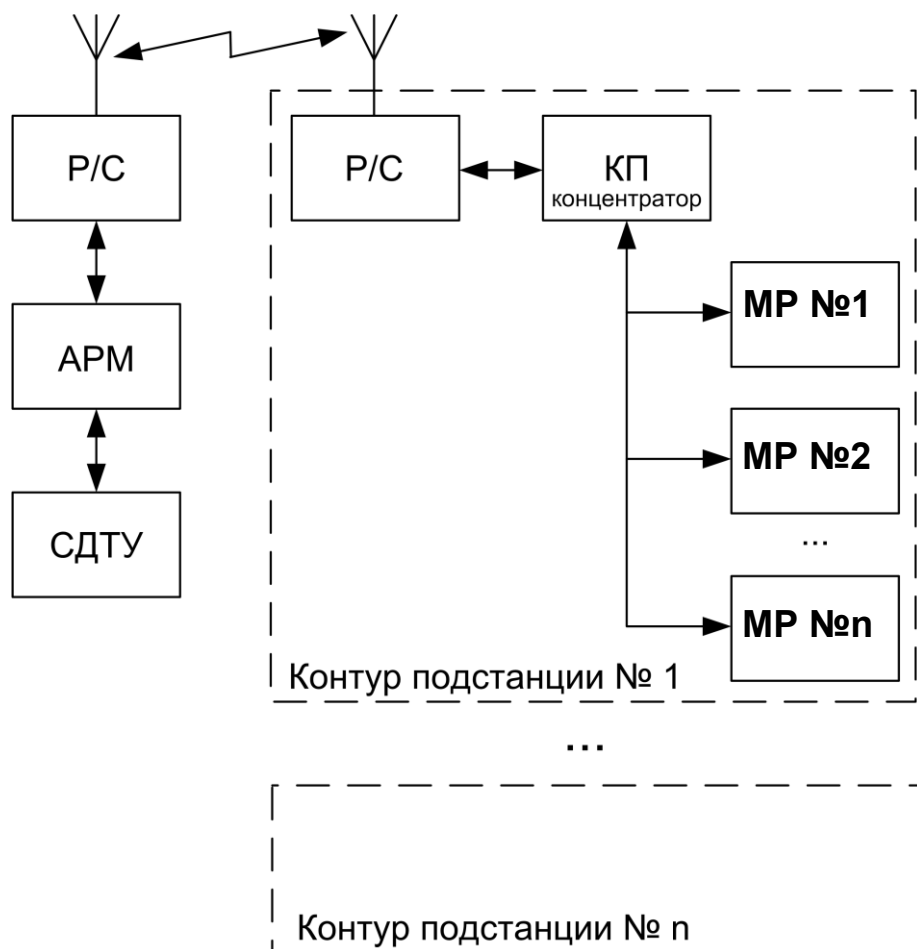 Р/С
АРМ
СДТУ
Р/С
КП
концентратор
МР №1
МР №2
...
МР №n
Контур подстанции № 1
...
Контур подстанции № n